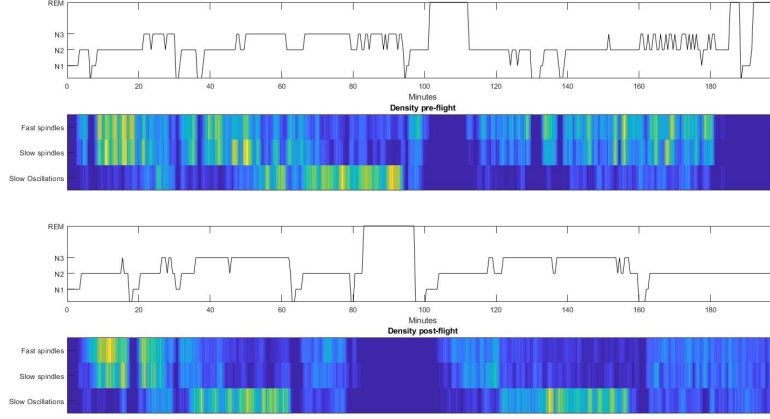 REM
N3
N2
N1
0 20 40 60 80 100 120 140 160 180
Minutes
Density pre-flight
Fast spindles
Slow spindles
Slow Oscillations
REM
N3
N2
N1
0 20 40 60 80 100 120 140 160 180
Minutes
Density post-flight
Fast spindles
Slow spindles
Slow Oscillations